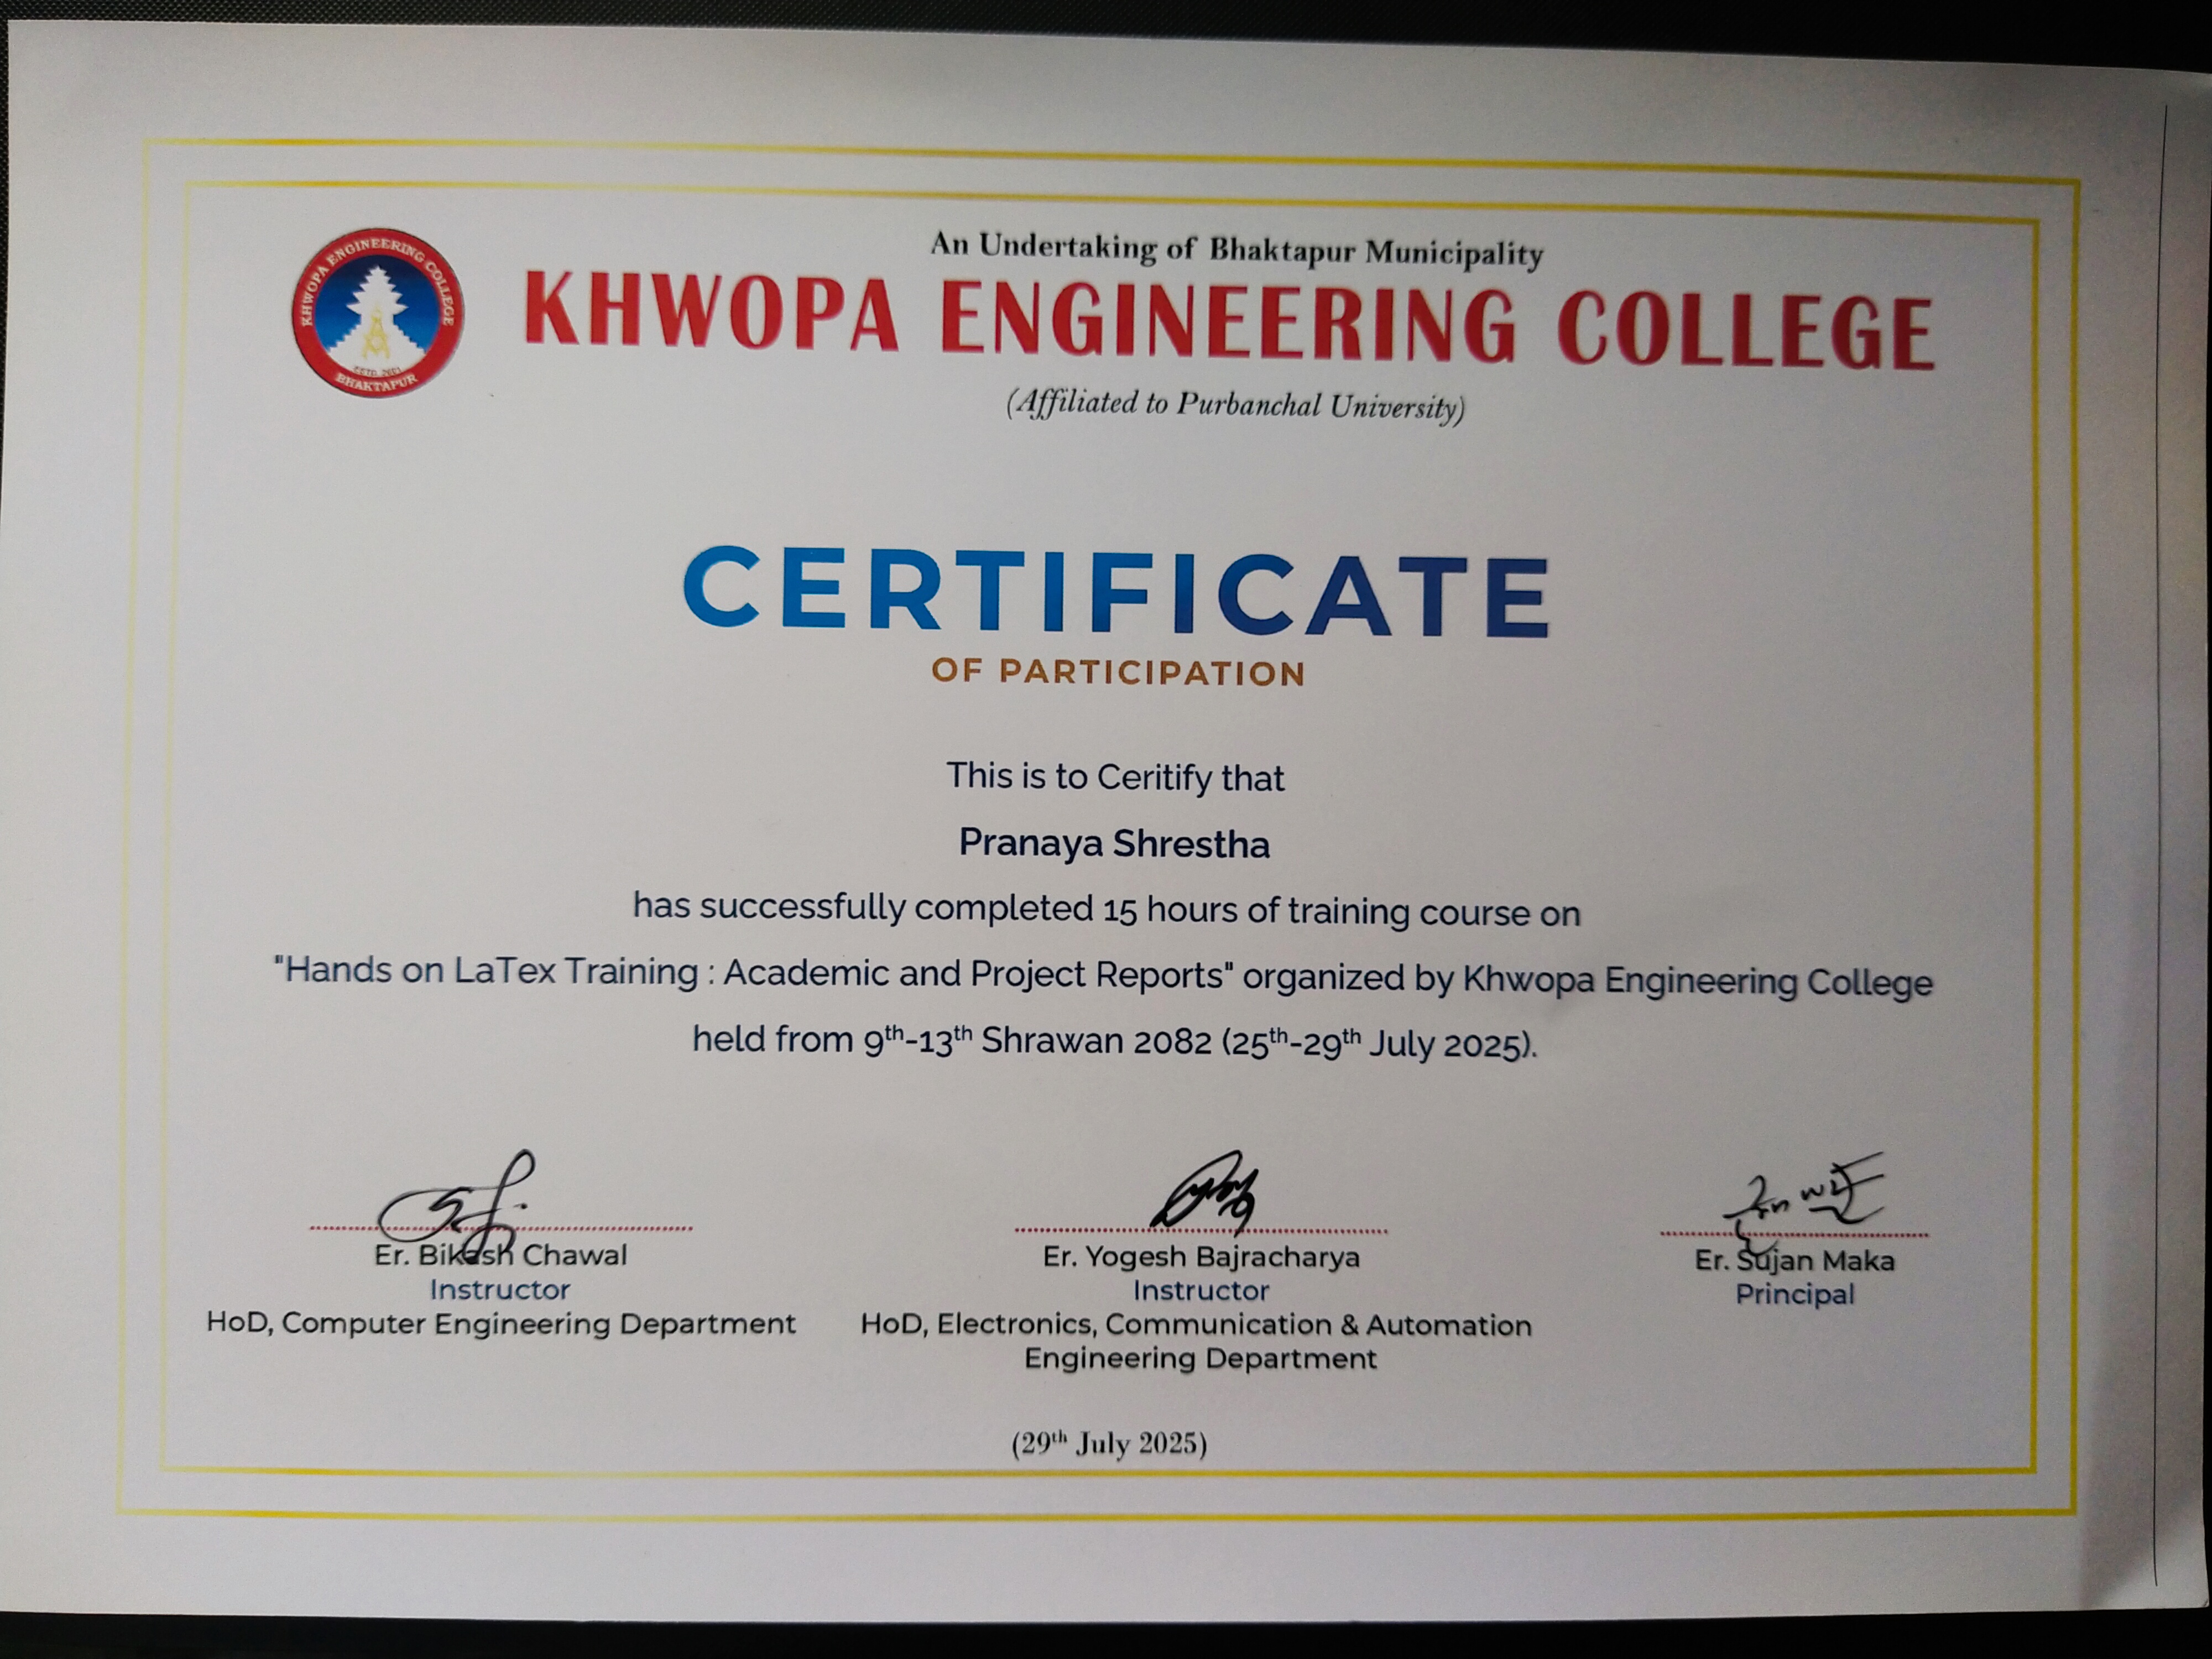 An Undertaking of Bhaktapur Municipality
KHWOPA ENGINEERING COLLEGE
(Affiliated to Purbanchal University)
KHWOPA ENGINEERING COLLEGE
ESTD. 2001
BHAKTAPUR
CERTIFICATE
OF PARTICIPATION
This is to Ceritify that
Pranaya Shrestha
has successfully completed 15 hours of training course on
"Hands on LaTex Training : Academic and Project Reports" organized by Khwopa Engineering College
held from 9th-13th Shrawan 2082 (25th-29th July 2025).
Er. Bikash Chawal
Instructor
HoD, Computer Engineering Department
Er. Yogesh Bajracharya
Instructor
HoD, Electronics, Communication & Automation
Engineering Department
Er. Sujan Maka
Principal
(29th July 2025)